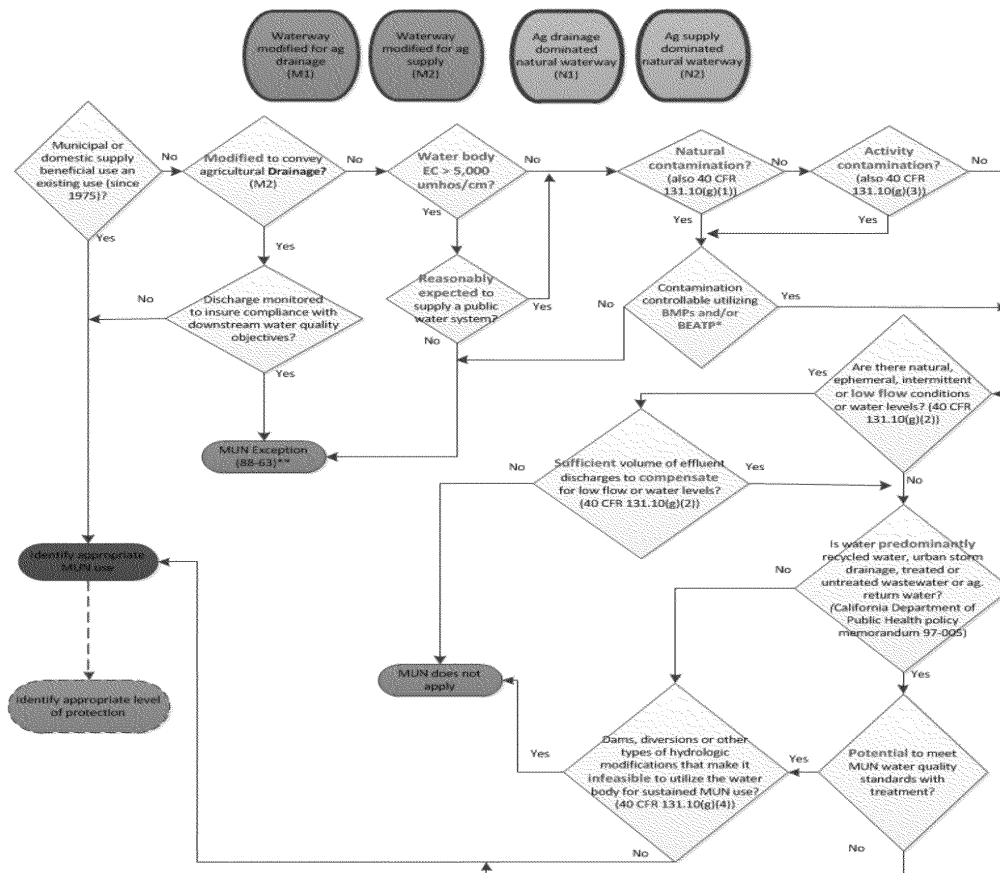 Waterway
modified for ag
drainage
(M1)
Waterway
modified for ag
supply
(M2)
Ag drainage
dominated
natural waterway
(N1)
Ag supply
dominated
natural waterway
(N2)
Municipal or
domestic supply
beneficial use an
existing use (since
1975)?
No
Yes
Modified to convey
agricultural Drainage?
(M2)
No
Yes
Water body
EC > 5,000
umhos/cm?
No
Yes
Natural
contamination?
(also 40 CFR
131.10(g)(1))
No
Yes
Activity
contamination?
(also 40 CFR
131.10(g)(3))
No
Yes
No
Discharge monitored
to insure compliance with
downstream water quality
objectives?
Yes
Reasonably
expected to
supply a public
water system?
Yes
No
No
Contamination
controllable utilizing
BMPs and/or
BEATP*
Yes
MUN Exception
(88-63)**
Yes
Are there natural,
ephemeral, intermittent
or low flow conditions
or water levels? (40 CFR
131.10(g)(2))
No
No
Sufficient volume of effluent
discharges to compensate
for low flow or water levels?
(40 CFR 131.10(g)(2))
Yes
Identify appropriate
MUN use
No
Is water predominantly
recycled water, urban storm
drainage, treated or
untreated wastewater or ag.
return water?
(California Department of
Public Health policy
memorandum 97-005)
Yes
Identify appropriate level
of protection
MUN does not
apply
Yes
Dams, diversions or other
types of hydrologic
modifications that make it
infeasible to utilize the water
body for sustained MUN use?
(40 CFR 131.10(g)(4))
No
Yes
Potential to meet
MUN water quality
standards with
treatment?
No